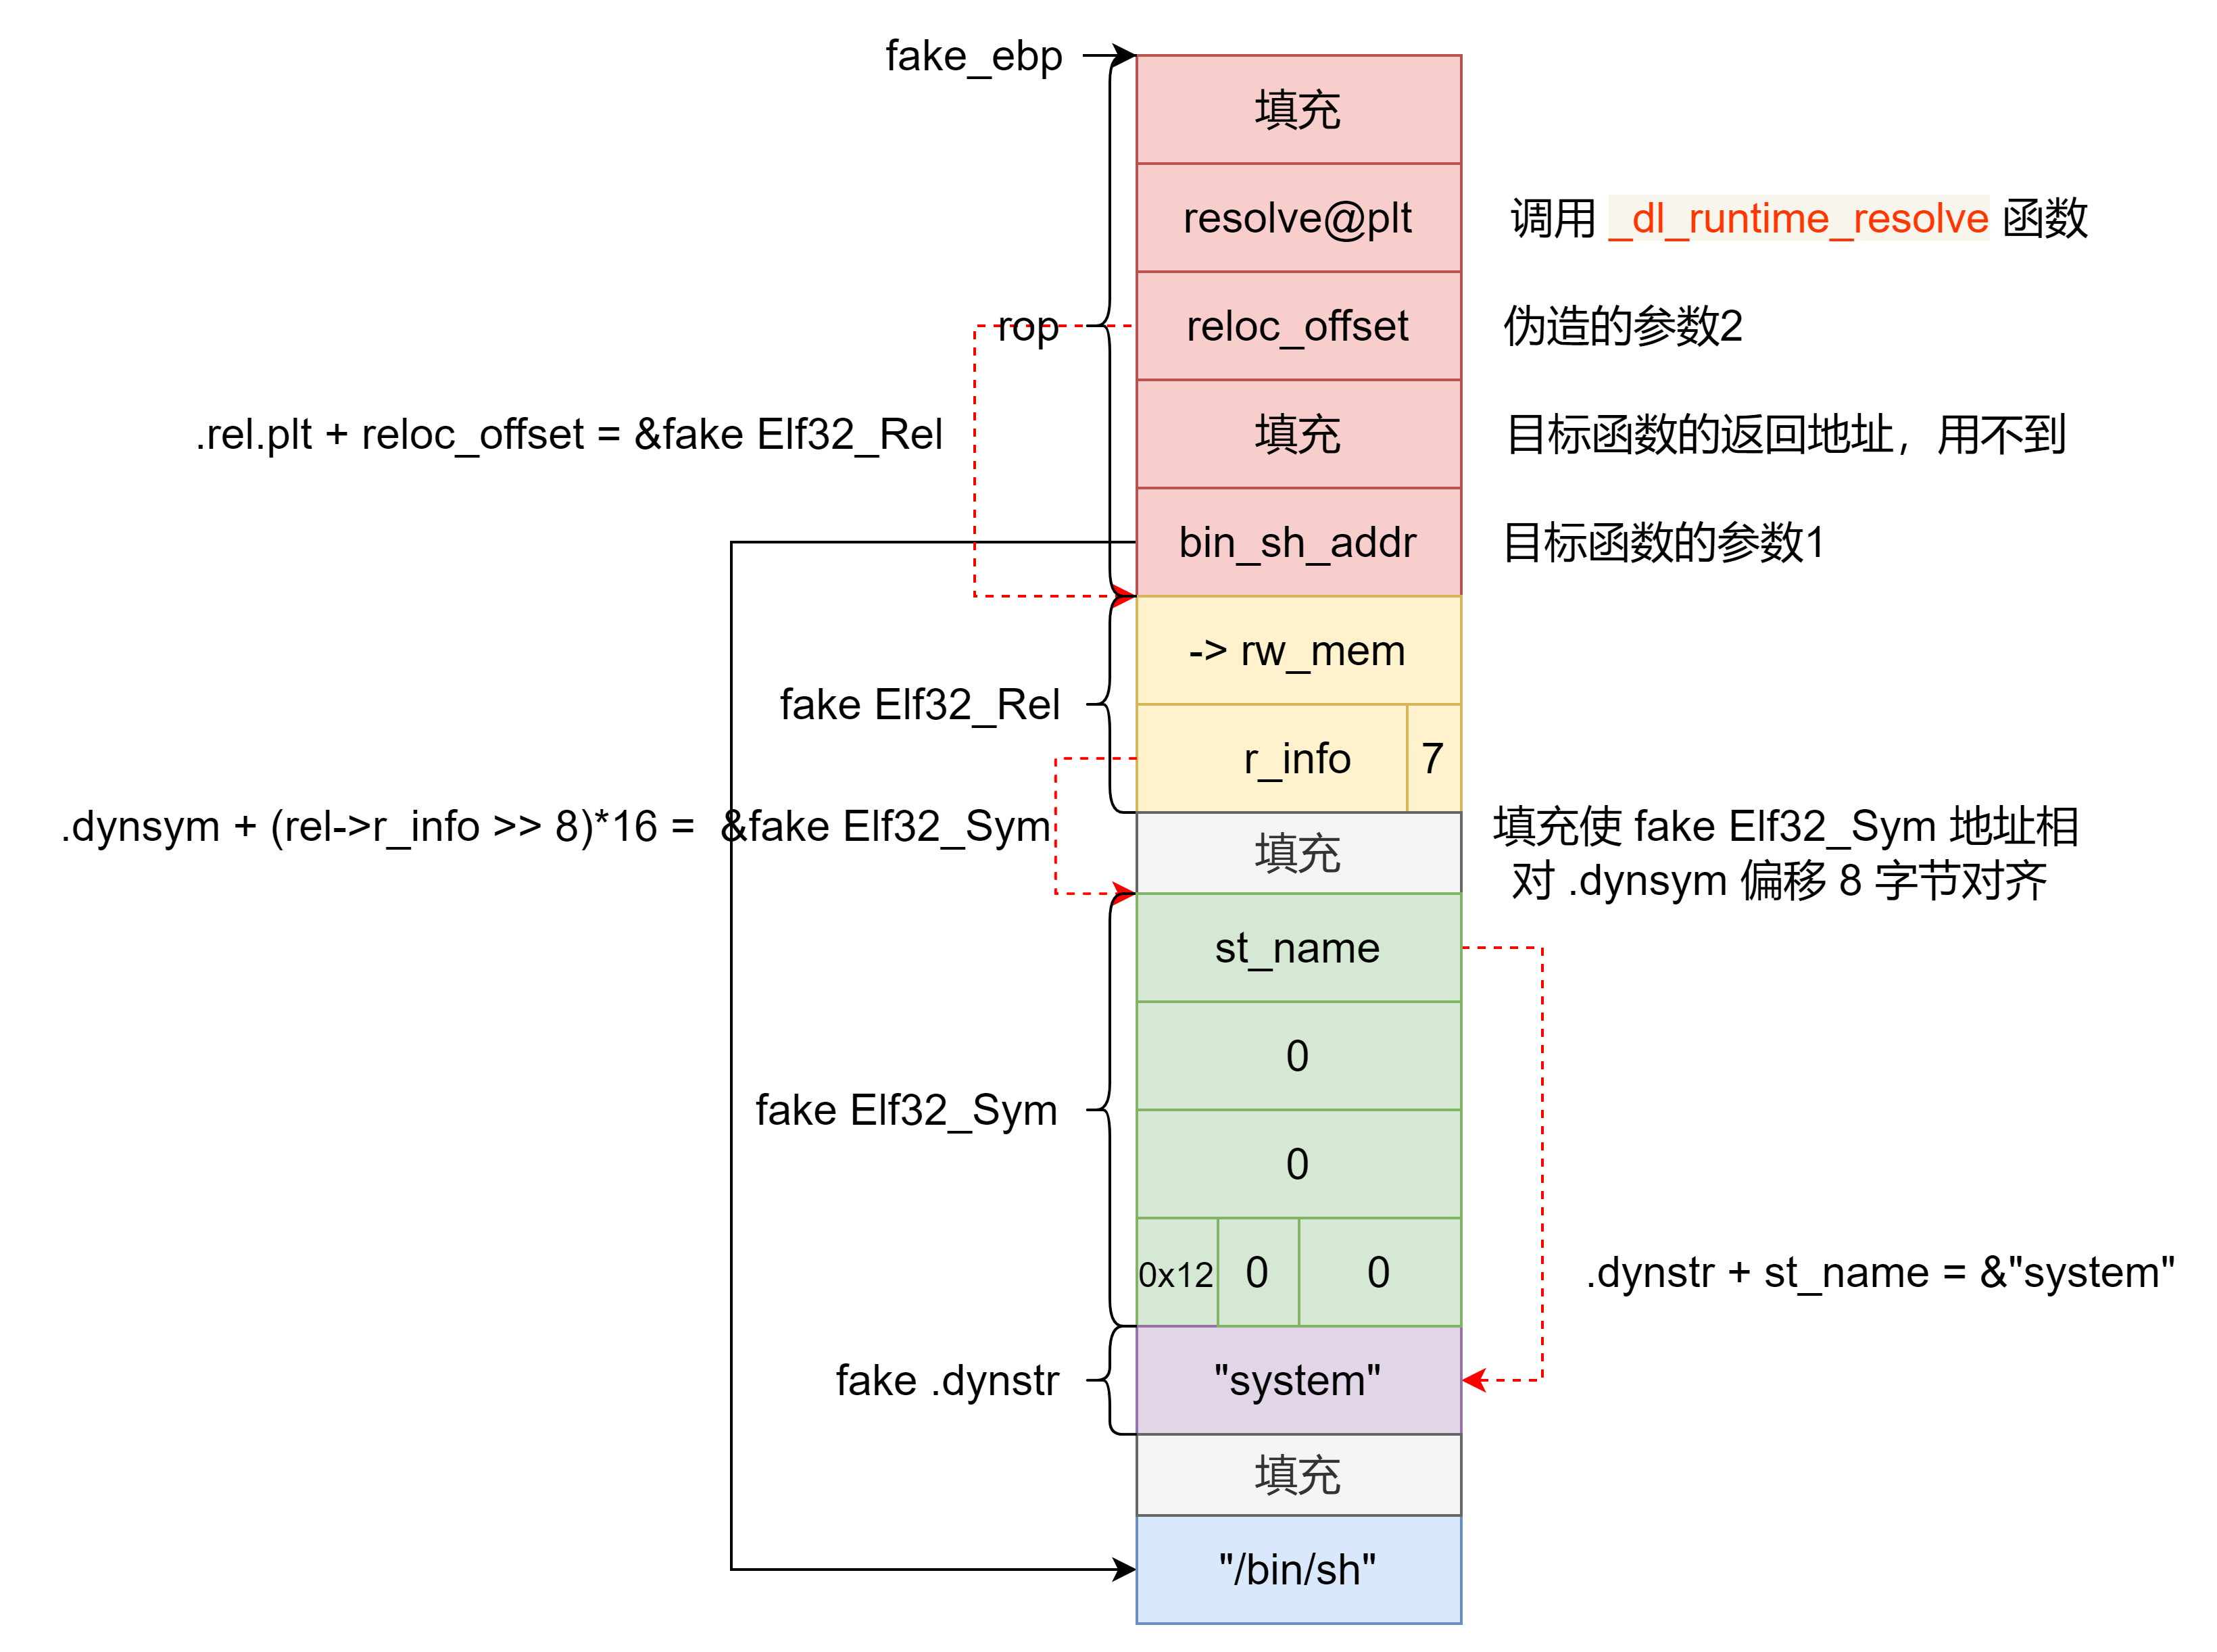 fake_ebp
填充
resolve@plt
调用 _dl_runtime_resolve 函数
rop
reloc_offset
伪造的参数2
.rel.plt + reloc_offset = &fake Elf32_Rel
填充
目标函数的返回地址，用不到
bin_sh_addr
目标函数的参数1
-> rw_mem
fake Elf32_Rel
r_info
7
.dynsym + (rel->r_info >> 8)*16 = &fake Elf32_Sym
填充
填充使 fake Elf32_Sym 地址相
对 .dynsym 偏移 8 字节对齐
st_name
0
fake Elf32_Sym
0
0x12
0
0
.dynstr + st_name = &"system"
fake .dynstr
"system"
填充
"/bin/sh"